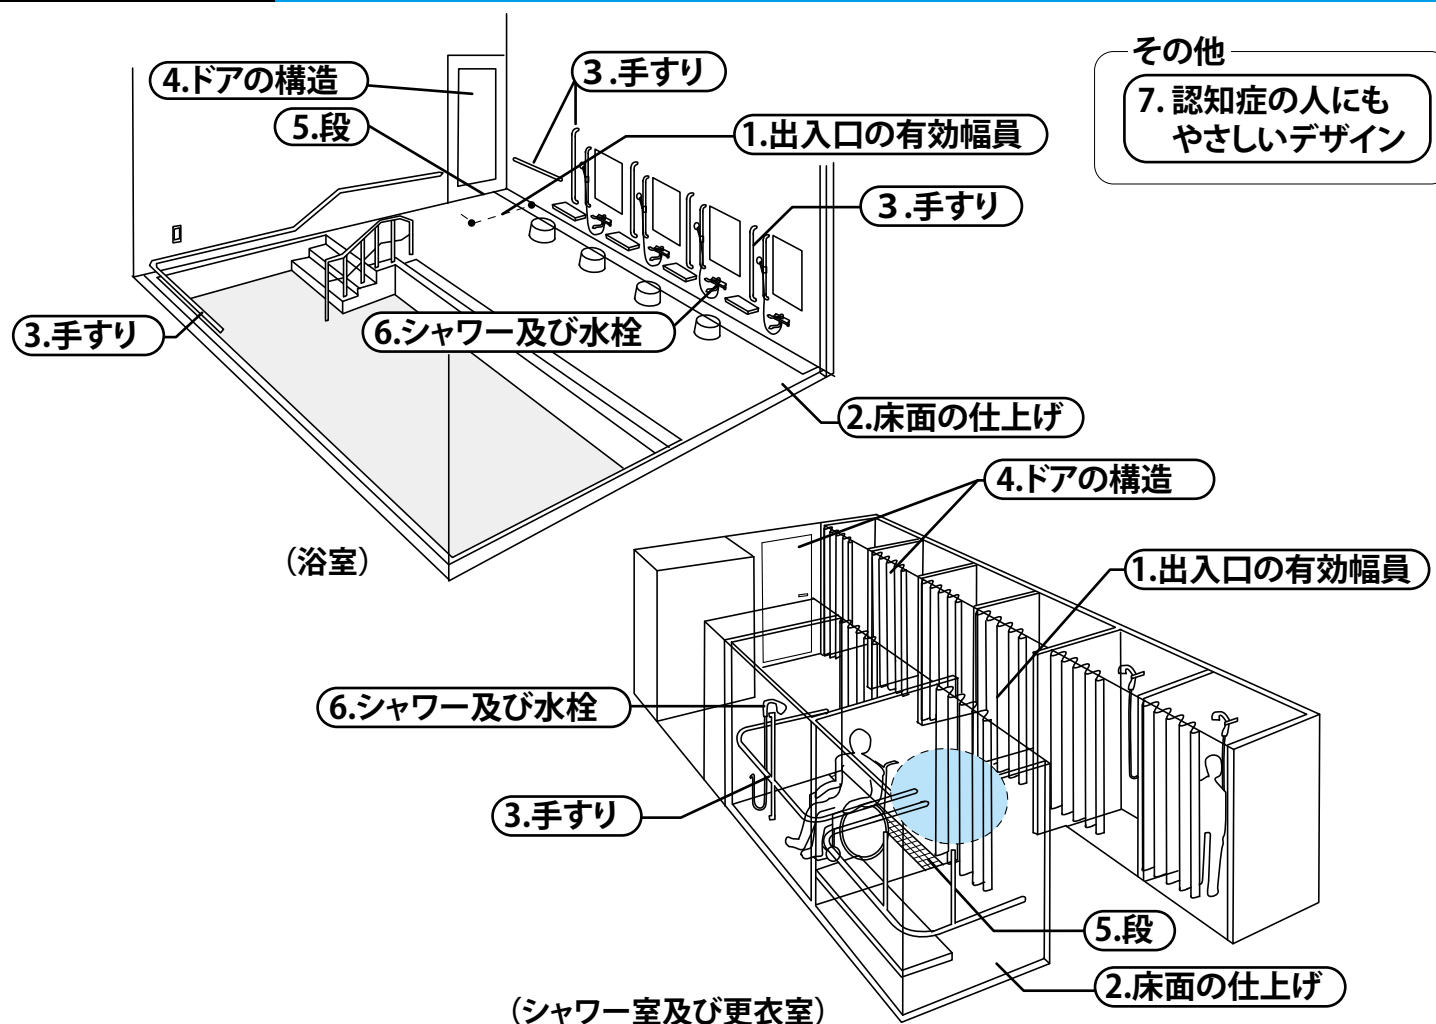 その他
7. 認知症の人にも
やさしいデザイン
4.ドアの構造
3.手すり
5.段
1.出入口の有効幅員
3.手すり
3.手すり
6.シャワー及び水栓
2.床面の仕上げ
(浴室)
4.ドアの構造
1.出入口の有効幅員
6.シャワー及び水栓
3.手すり
5.段
2.床面の仕上げ
(シャワー室及び更衣室)